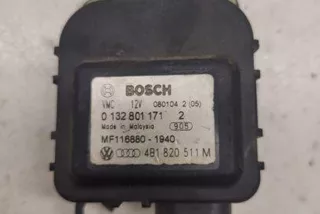 BOSCH
VMC 12V 080104 2 (05)
0 132 801 171 2
Made in Malaysia 905
MF116880-1940
4B1 820 511 M